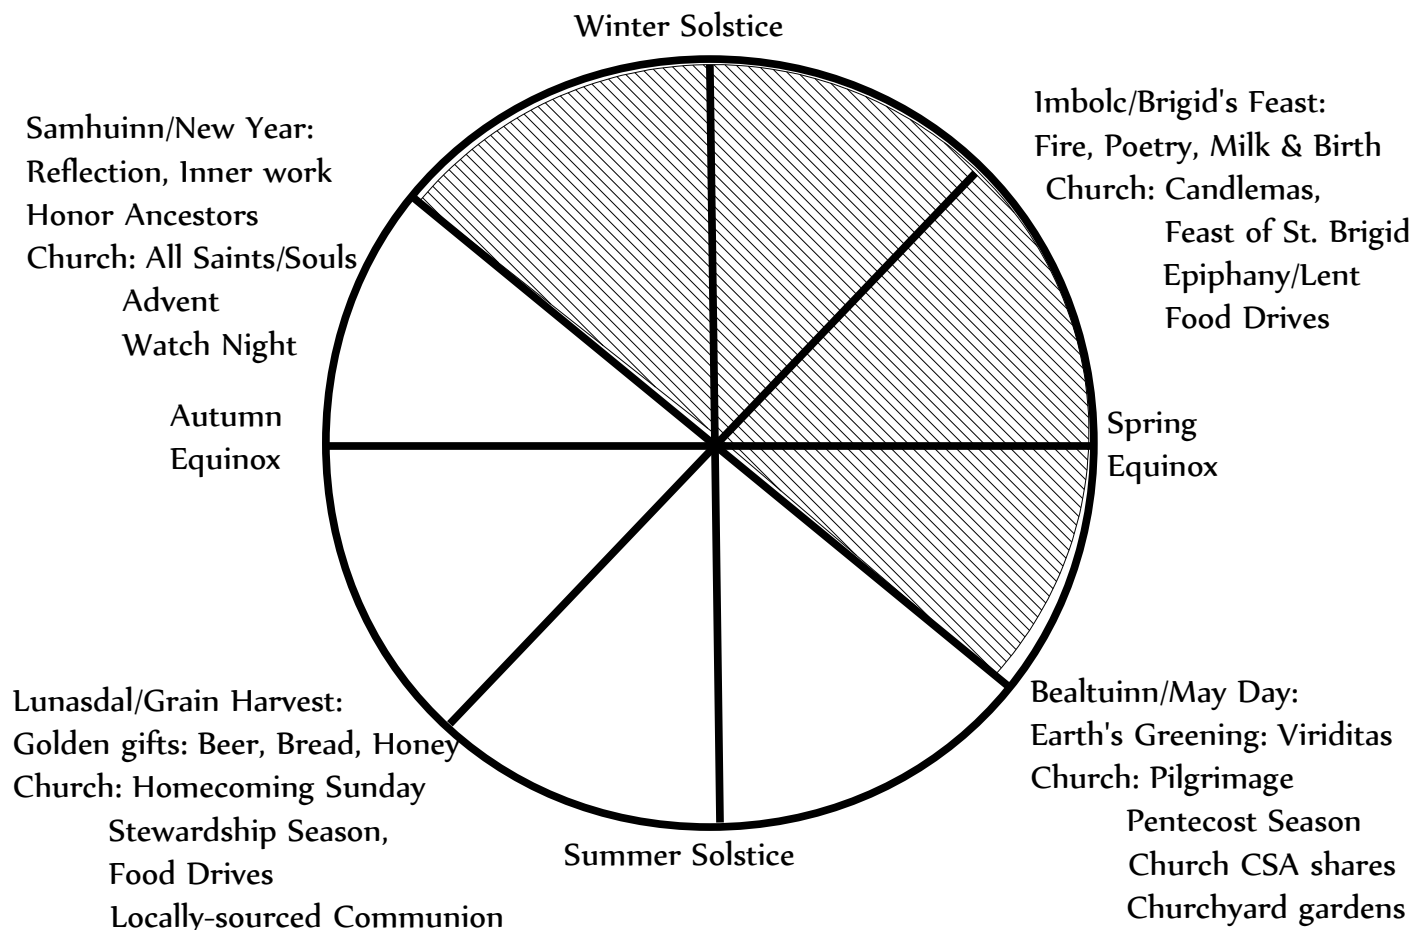 Winter Solstice
Samhuinn/New Year:
Reflection, Inner work
Honor Ancestors
Church: All Saints/Souls
Advent
Watch Night
Imbolc/Brigid's Feast:
Fire, Poetry, Milk & Birth
Church: Candlemas,
Feast of St. Brigid
Epiphany/Lent
Food Drives
Autumn
Equinox
Spring
Equinox
Lunasdal/Grain Harvest:
Golden gifts: Beer, Bread, Honey
Church: Homecoming Sunday
Stewardship Season,
Food Drives
Locally-sourced Communion
Summer Solstice
Bealtuinn/May Day:
Earth's Greening: Viriditas
Church: Pilgrimage
Pentecost Season
Church CSA shares
Churchyard gardens